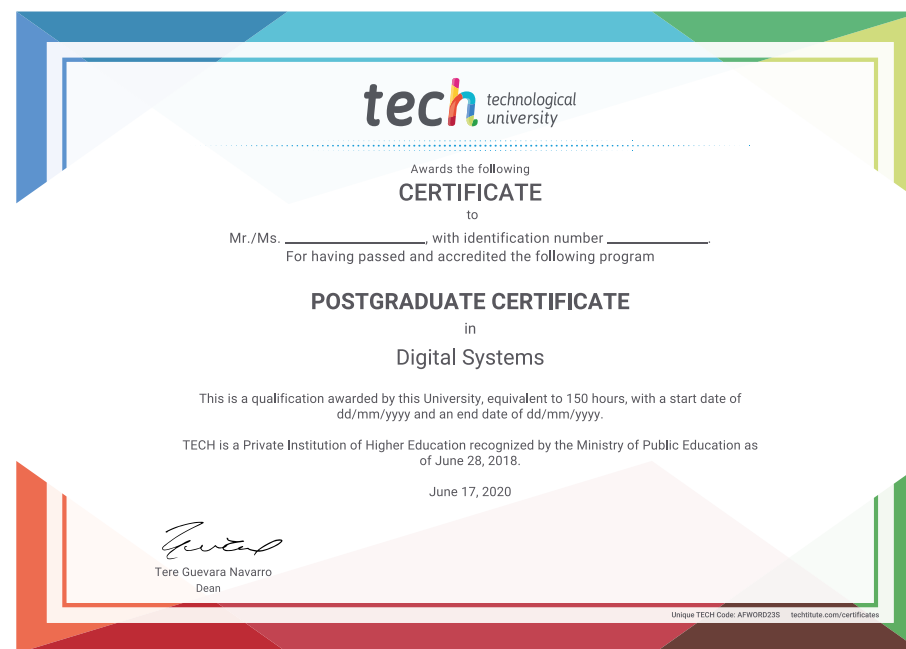 tech technological
university
Awards the following
CERTIFICATE
to
Mr./Ms. ____________________, with identification number ______________.
For having passed and accredited the following program
POSTGRADUATE CERTIFICATE
in
Digital Systems
This is a qualification awarded by this University, equivalent to 150 hours, with a start date of
dd/mm/yyyy and an end date of dd/mm/yyyy.
TECH is a Private Institution of Higher Education recognized by the Ministry of Public Education as
of June 28, 2018.
June 17, 2020
Tere Guevara Navarro
Dean
Unique TECH Code: AFWORD23S techtitute.com/certificates